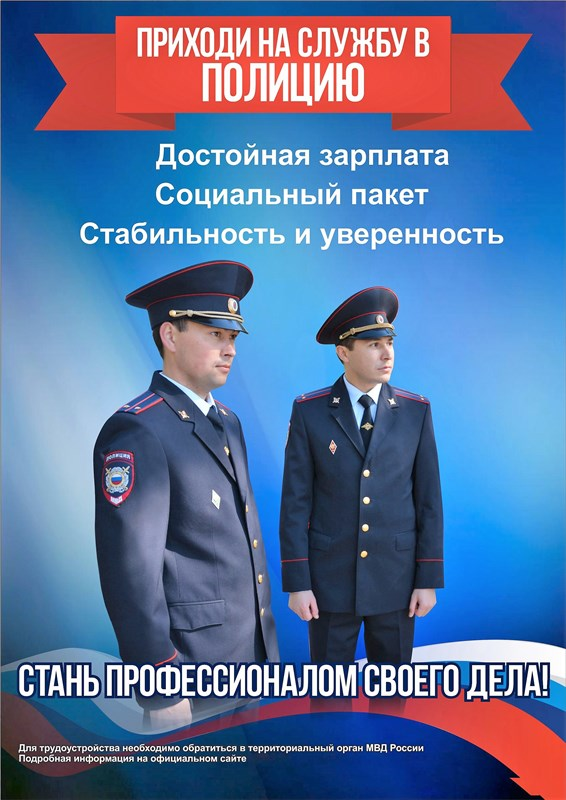 ПРИХОДИ НА СЛУЖБУ В
ПОЛИЦИЮ
Достойная зарплата
Социальный пакет
Стабильность и уверенность
ПОЛИЦИЯ
СТАНЬ ПРОФЕССИОНАЛОМ СВОЕГО ДЕЛА!
Для трудоустройства необходимо обратиться в территориальный орган МВД России
Подробная информация на официальном сайте